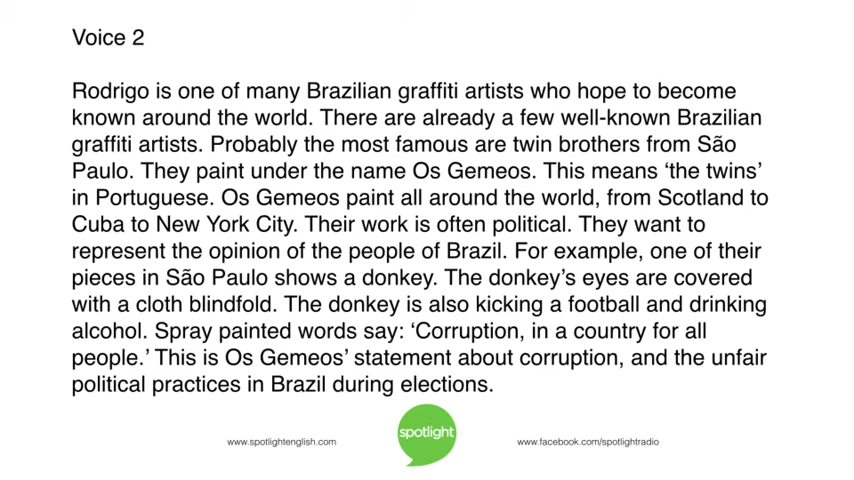 Voice 2
Rodrigo is one of many Brazilian graffiti artists who hope to become
known around the world. There are already a few well-known Brazilian
graffiti artists. Probably the most famous are twin brothers from São
Paulo. They paint under the name Os Gemeos. This means ‘the twins’
in Portuguese. Os Gemeos paint all around the world, from Scotland to
Cuba to New York City. Their work is often political. They want to
represent the opinion of the people of Brazil. For example, one of their
pieces in São Paulo shows a donkey. The donkey’s eyes are covered
with a cloth blindfold. The donkey is also kicking a football and drinking
alcohol. Spray painted words say: ‘Corruption, in a country for all
people.’ This is Os Gemeos’ statement about corruption, and the unfair
political practices in Brazil during elections.
spotlight
www.spotlightenglish.com
www.facebook.com/spotlightradio